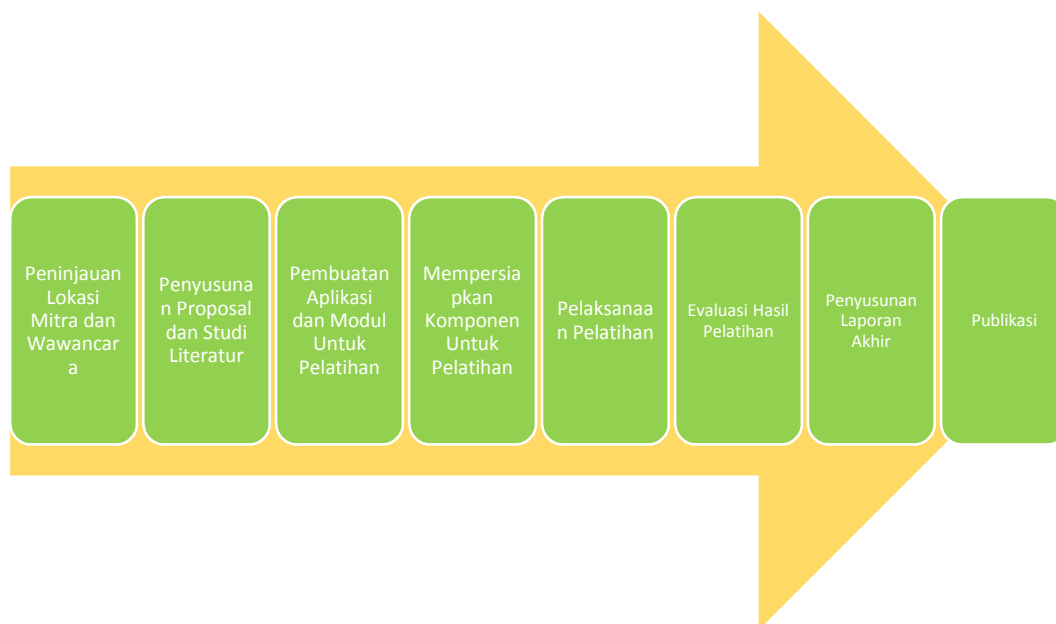 Peninjauan
Lokasi
Mitra dan
Wawancar
a
Penyusuna
n Proposal
dan Studi
Literatur
Pembuatan
Aplikasi
dan Modul
Untuk
Pelatihan
Mempersia
pkan
Komponen
Untuk
Pelatihan
Pelaksanaa
n Pelatihan
Evaluasi Hasil
Pelatihan
Penyusunan
Laporan
Akhir
Publikasi